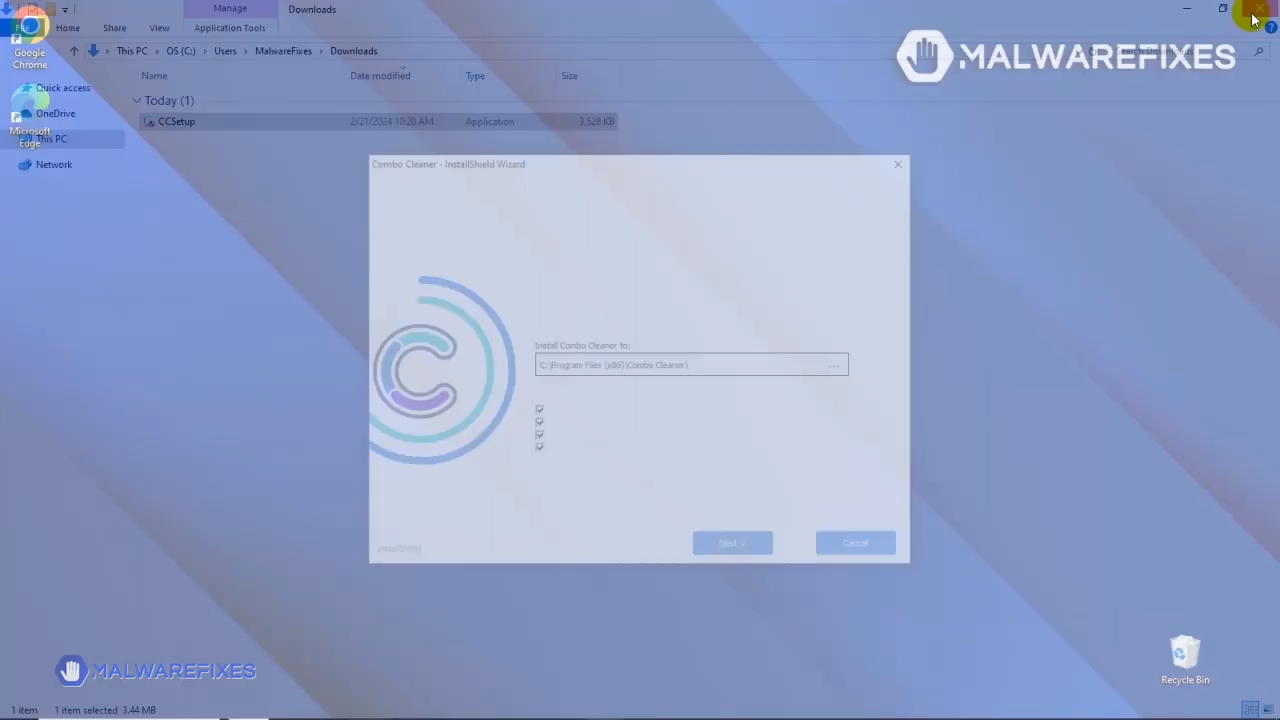 Manage
Downloads
File
Home
Share
View
Application Tools
Google
Chrome
This PC
OS (C:)
Users
MalwareFixes
Downloads
MALWAREFIXES
Name
Date modified
Type
Size
Quick access
Today (1)
OneDrive
CCSetup
2/21/2024 10:20 AM
Application
3,528 KB
Microsoft
Edge
This PC
Network
Combo Cleaner - InstallShield Wizard
Install Combo Cleaner to:
C:\Program Files (x86)\Combo Cleaner\
...
Next >
Cancel
InstallShield
MALWAREFIXES
Recycle Bin
1 item
1 item selected 3.44 MB